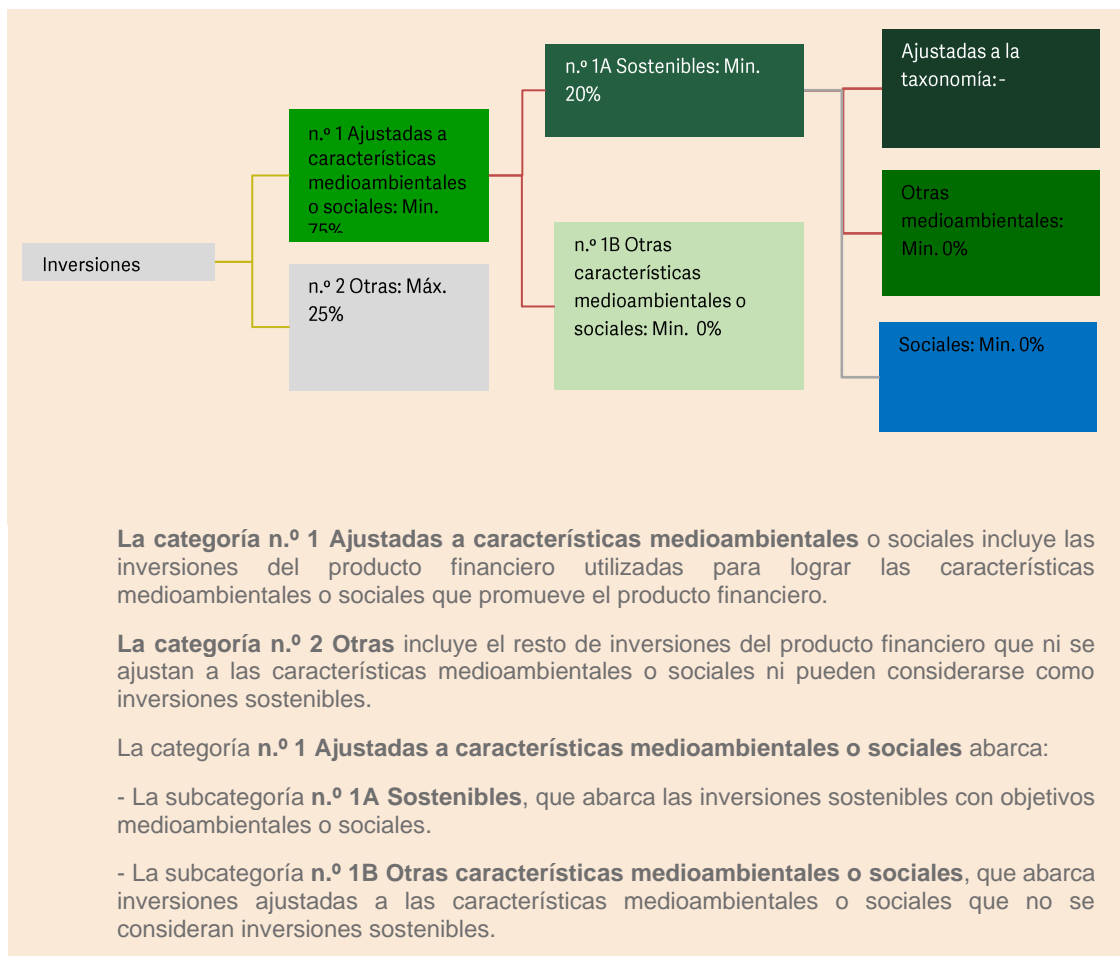 Inversiones
n.º 1 Ajustadas a
características
medioambientales
o sociales: Min.
75%
n.º 2 Otras: Máx.
25%
n.º 1A Sostenibles: Min.
20%
n.º 1B Otras
características
medioambientales o
sociales: Min. 0%
Ajustadas a la
taxonomía:-
Otras
medioambientales:
Min. 0%
Sociales: Min. 0%
La categoría n.º 1 Ajustadas a características medioambientales o sociales incluye las
inversiones del producto financiero utilizadas para lograr las características
medioambientales o sociales que promueve el producto financiero.
La categoría n.º 2 Otras incluye el resto de inversiones del producto financiero que ni se
ajustan a las características medioambientales o sociales ni pueden considerarse como
inversiones sostenibles.
La categoría n.º 1 Ajustadas a características medioambientales o sociales abarca:
- La subcategoría n.º 1A Sostenibles, que abarca las inversiones sostenibles con objetivos
medioambientales o sociales.
- La subcategoría n.º 1B Otras características medioambientales o sociales, que abarca
inversiones ajustadas a las características medioambientales o sociales que no se
consideran inversiones sostenibles.